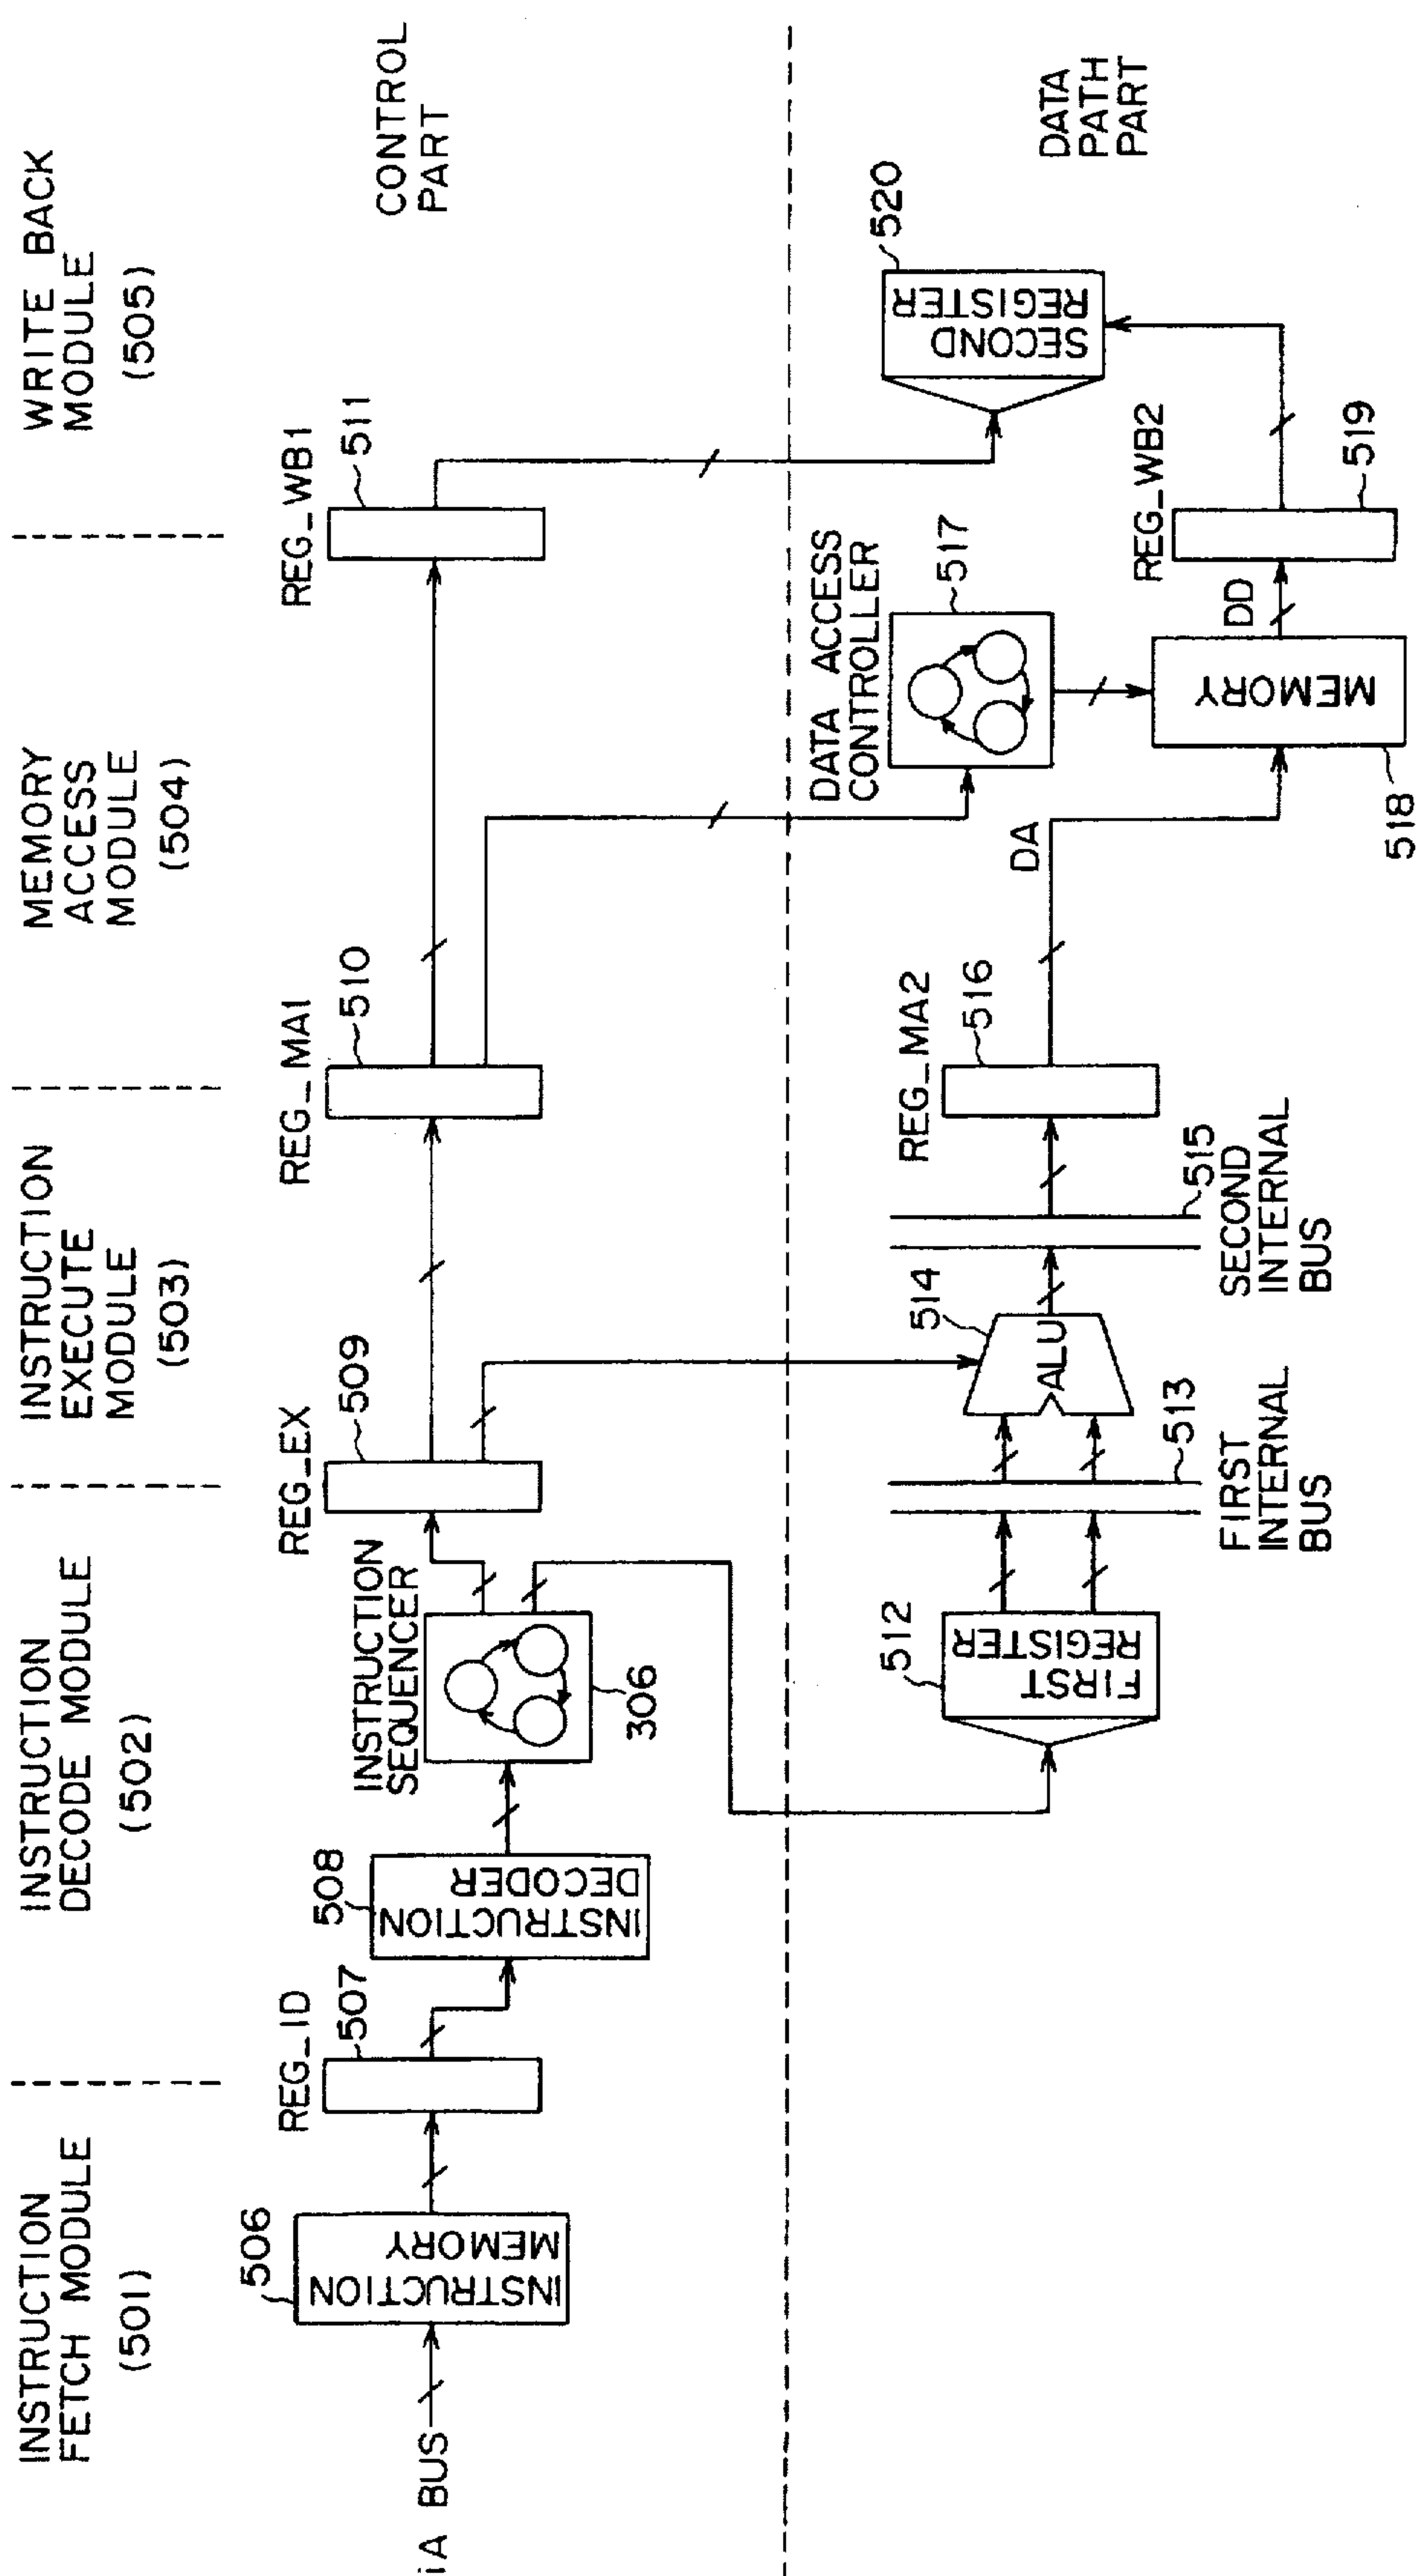 INSTRUCTION
FETCH MODULE
(501)
INSTRUCTION
DECODE MODULE
(502)
INSTRUCTION
EXECUTE
MODULE
(503)
MEMORY
ACCESS
MODULE
(504)
WRITE BACK
MODULE
(505)
CONTROL
PART
iA BUS
506
INSTRUCTION
MEMORY
REG_ID
507
508
INSTRUCTION
DECODER
INSTRUCTION
SEQUENCER
306
REG_EX
509
REG_MA1
510
REG_WB1
511
DATA
PATH
PART
512
FIRST
REGISTER
513
FIRST
INTERNAL
BUS
514
ALU
515
SECOND
INTERNAL
BUS
REG_MA2
516
DA
DATA ACCESS
CONTROLLER
517
MEMORY
518
DD
REG_WB2
519
520
SECOND
REGISTER